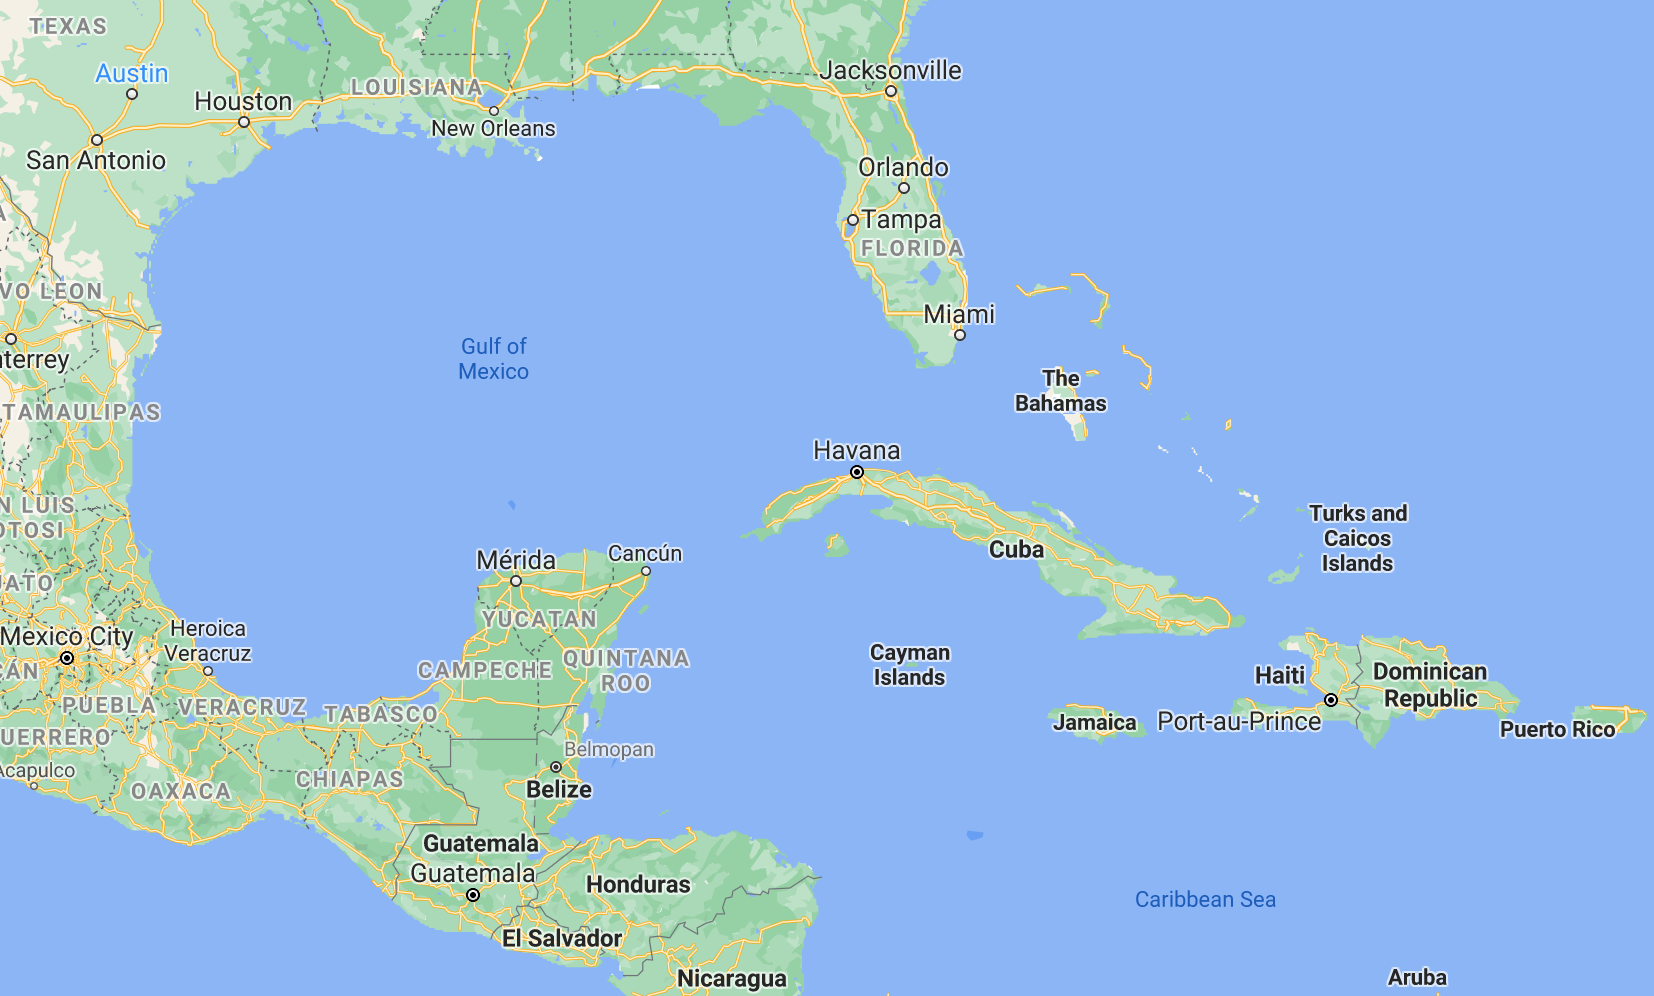 TEXAS
Austin
Houston
LOUISIANA
Jacksonville
New Orleans
San Antonio
Orlando
Tampa
FLORIDA
VO LEON
Miami
Gulf of
Mexico
nterrey
The
Bahamas
TAMAULIPAS
Havana
N LUIS
OTOSI
Turks and
Caicos
Islands
Cuba
Mérida
Cancún
JATO
YUCATAN
Heroica
Veracruz
Mexico City
Cayman
Islands
QUINTANA
ROO
CAMPECHE
CÁN
Haiti
Dominican
Republic
PUEBLA
VERACRUZ
TABASCO
Jamaica
Port-au-Prince
Puerto Rico
UERRERO
Belmopan
Acapulco
CHIAPAS
OAXACA
Belize
Guatemala
Guatemala
Honduras
Caribbean Sea
El Salvador
Nicaragua
Aruba